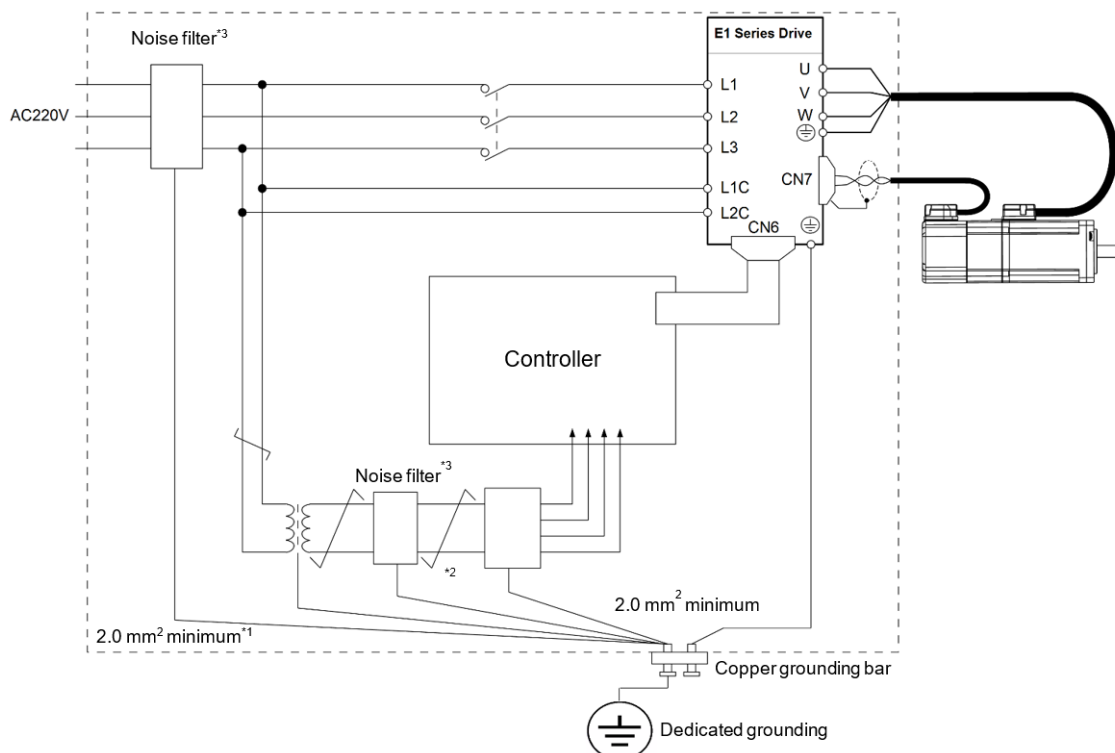 Noise filter*3
E1 Series Drive
AC220V
L1
L2
L3
L1C
L2C
U
V
W
CN7
CN6
Controller
Noise filter*3
*2
2.0 mm2 minimum
2.0 mm2 minimum*1
Copper grounding bar
Dedicated grounding